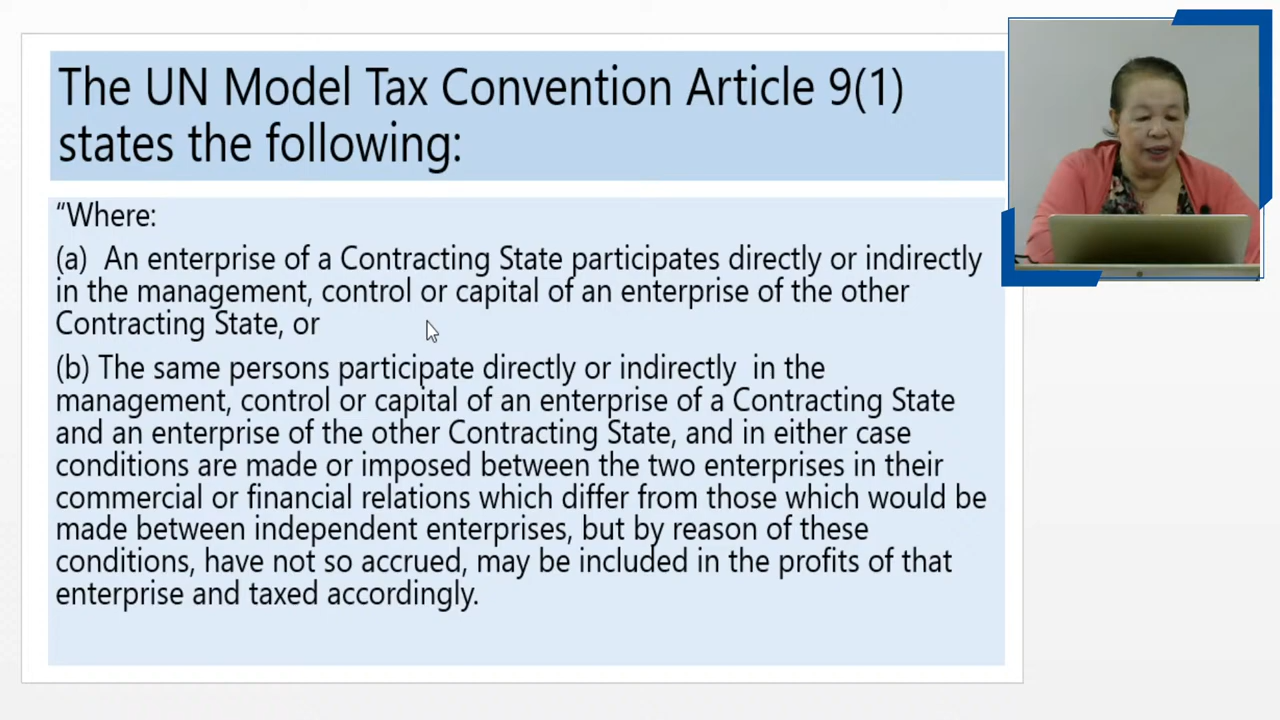 The UN Model Tax Convention Article 9(1)
states the following:
“Where:
(a) An enterprise of a Contracting State participates directly or indirectly
in the management, control or capital of an enterprise of the other
Contracting State, or
(b) The same persons participate directly or indirectly in the
management, control or capital of an enterprise of a Contracting State
and an enterprise of the other Contracting State, and in either case
conditions are made or imposed between the two enterprises in their
commercial or financial relations which differ from those which would be
made between independent enterprises, but by reason of these
conditions, have not so accrued, may be included in the profits of that
enterprise and taxed accordingly.